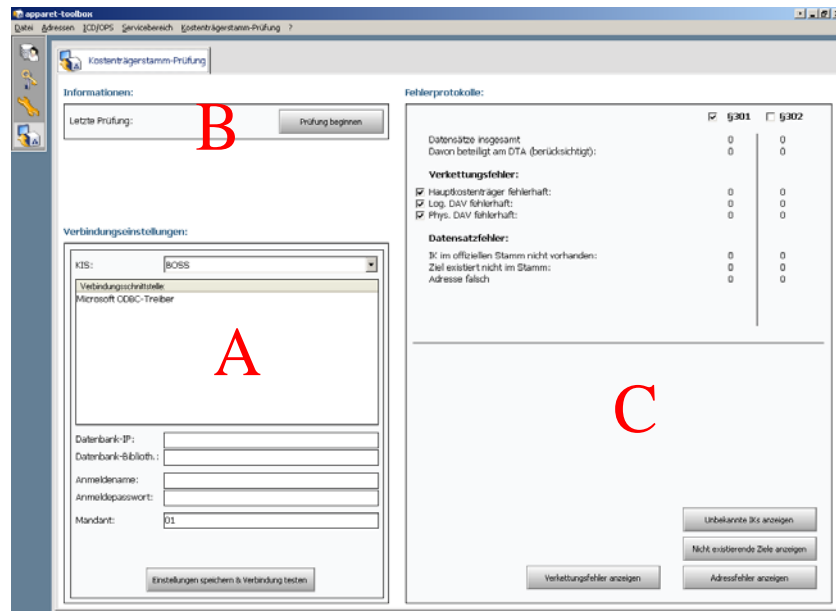 apparet-toolbox
Datei Adressen ICD/OPS Servicebereich Kostenträgerstamm-Prüfung ?
Kostenträgerstamm-Prüfung
Informationen:
Letzte Prüfung:
Prüfung beginnen
B
Verbindungseinstellungen:
KIS: BOSS
Verbindungsschnittstelle:
Microsoft ODBC-Treiber
A
Datenbank-IP:
Datenbank-Biblioth.:
Anmeldename:
Anmeldepasswort:
Mandant: 01
Einstellungen speichern & Verbindung testen
Fehlerprotokolle:
§301 §302
Datensätze insgesamt 0 0
Davon beteiligt am DTA (berücksichtigt): 0 0
Verkettungsfehler:
Hauptkostenträger fehlerhaft: 0 0
Log. DAV fehlerhaft: 0 0
Phys. DAV fehlerhaft: 0 0
Datensatzfehler:
IK im offiziellen Stamm nicht vorhanden: 0 0
Ziel existiert nicht im Stamm: 0 0
Adresse falsch 0 0
C
Unbekannte IKs anzeigen
Nicht existierende Ziele anzeigen
Verkettungsfehler anzeigen
Adressfehler anzeigen